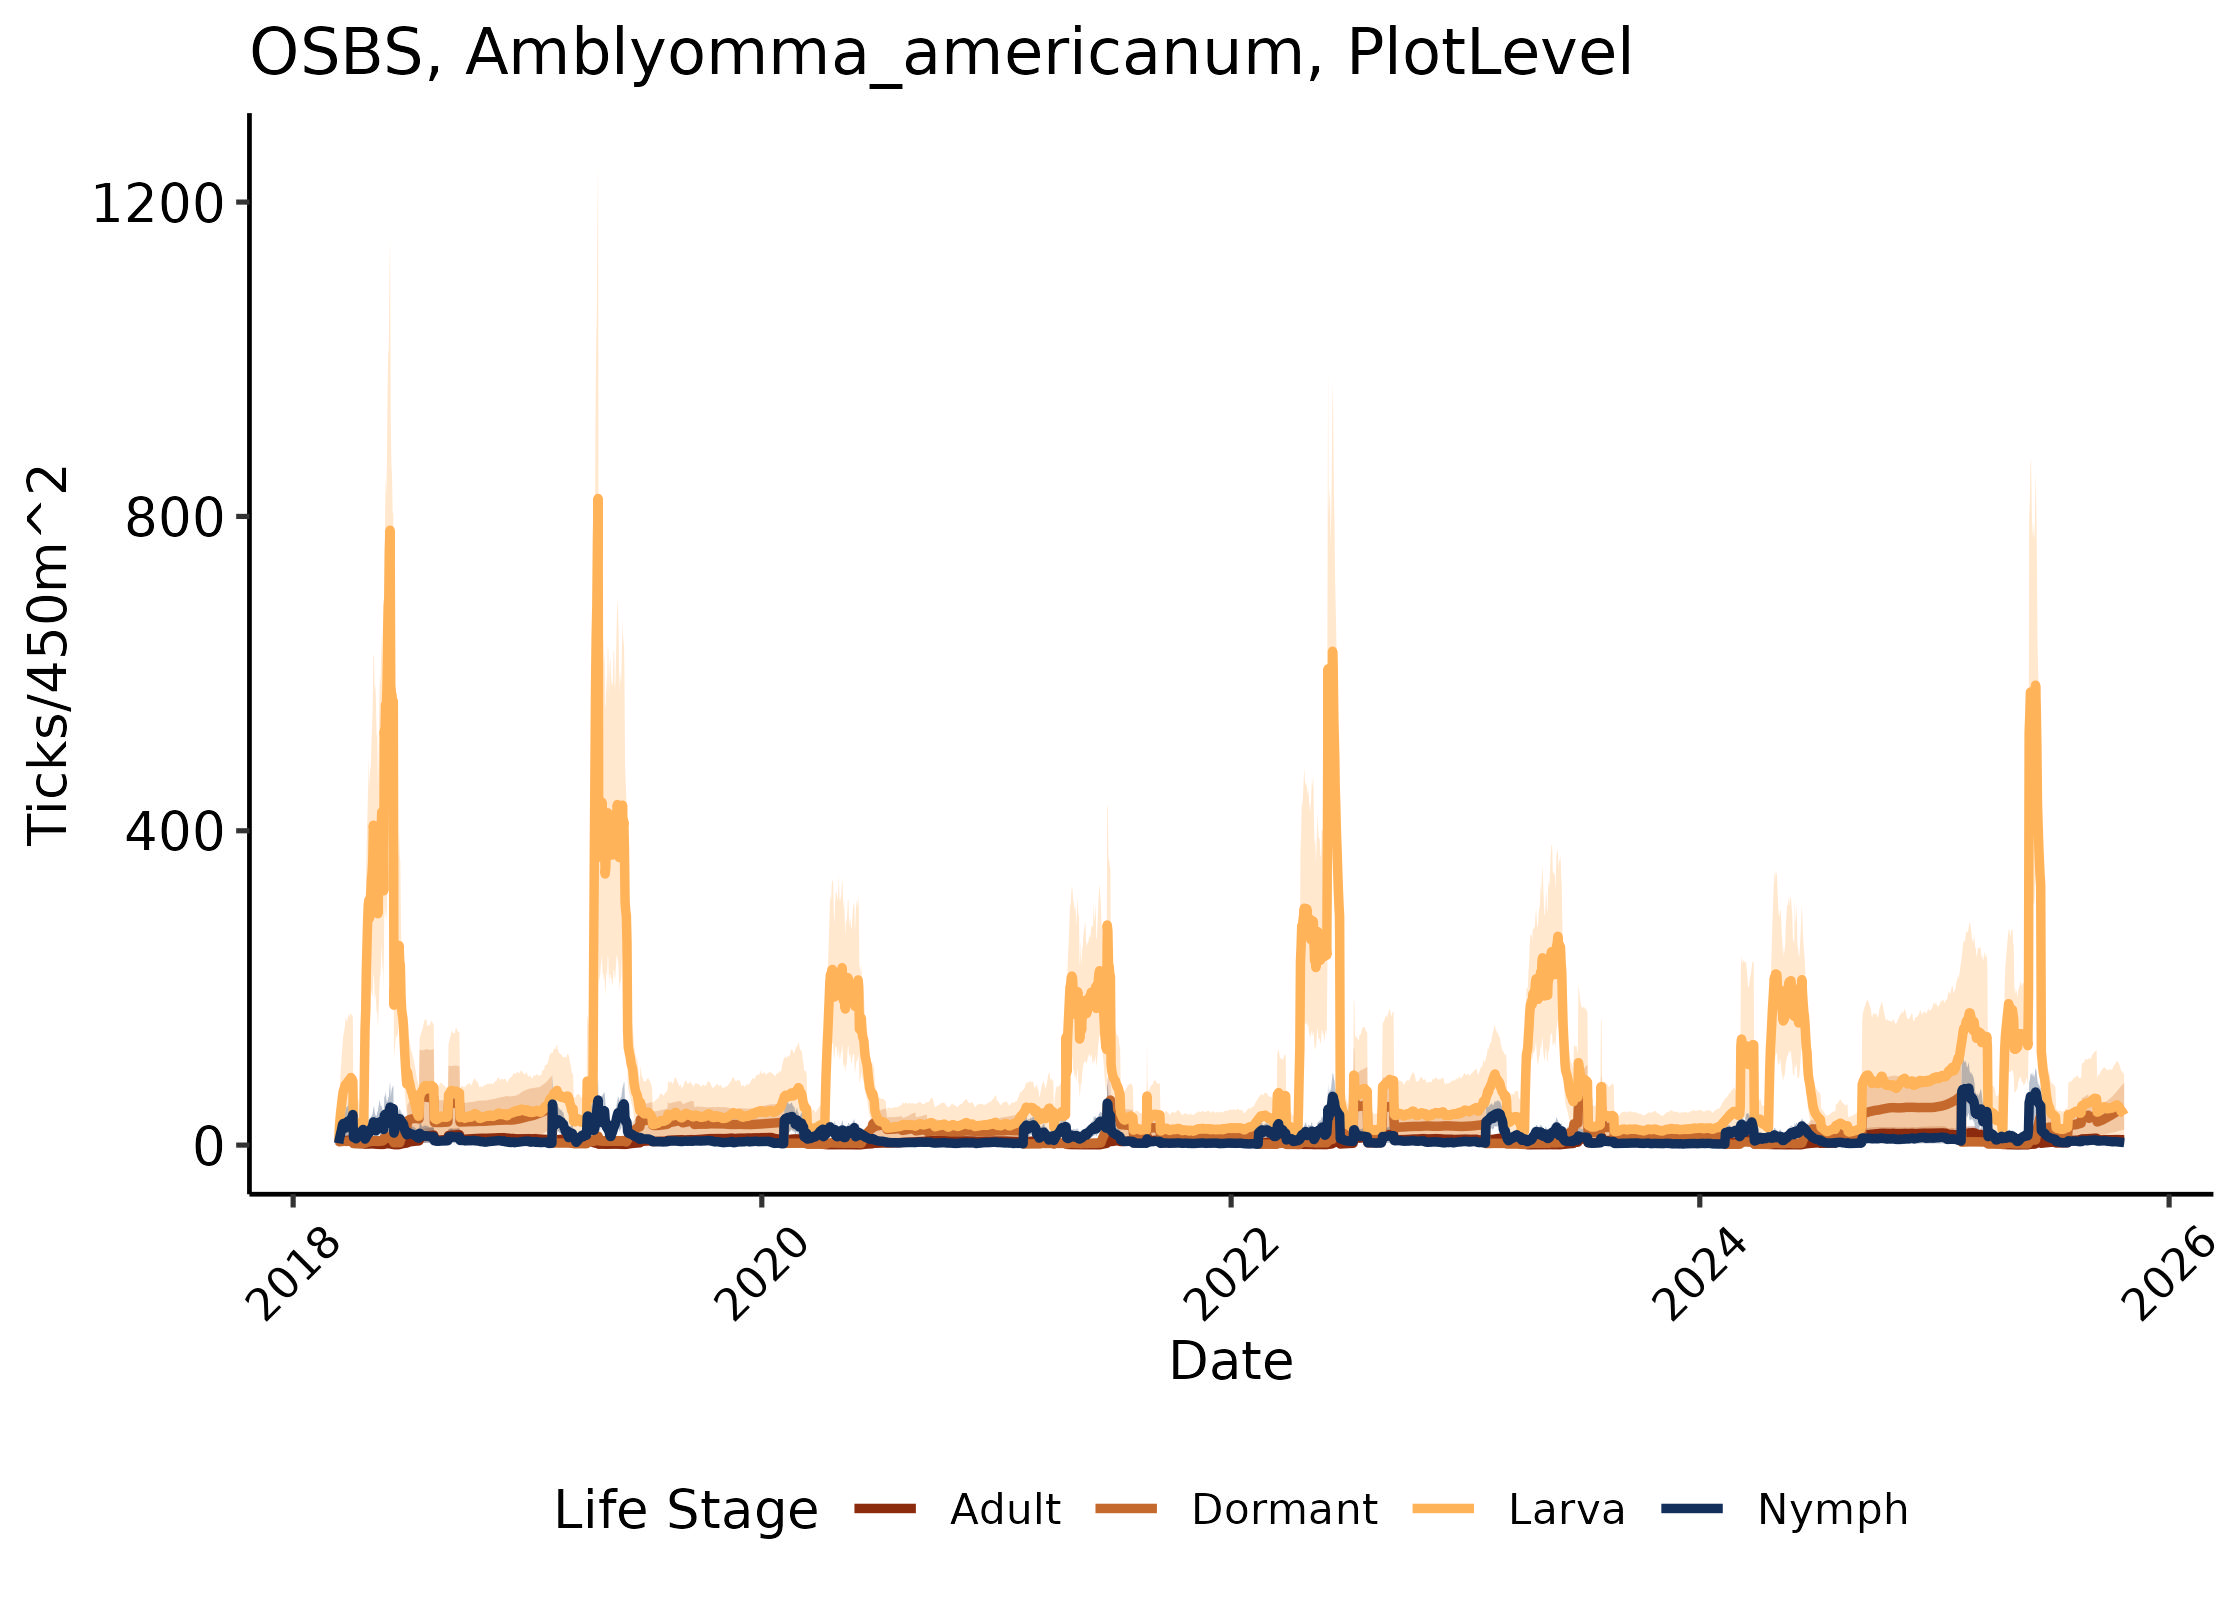 OSBS, Amblyomma_americanum, PlotLevel
Ticks/450m^2
1200
800
400
0
2018
2020
2022
2024
2026
Date
Life Stage
Adult
Dormant
Larva
Nymph